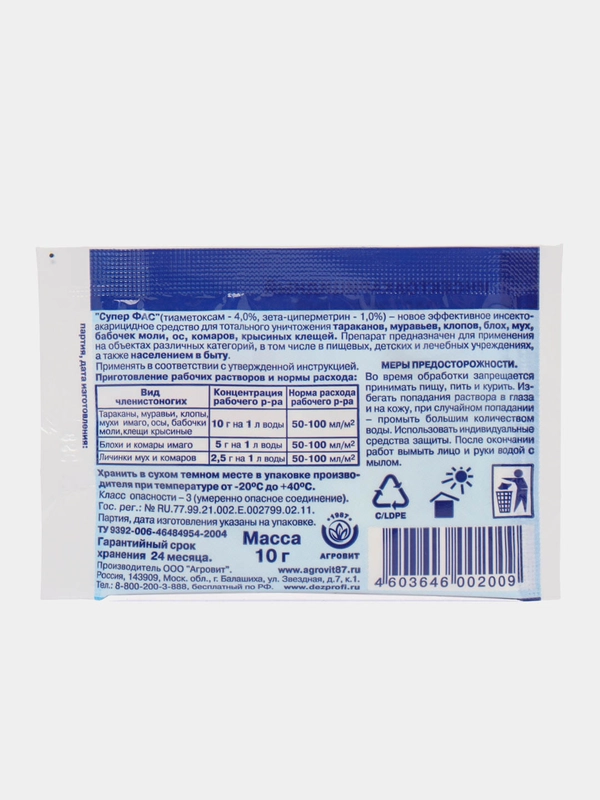 "Супер ФАС"(тиаметоксам - 4,0%, зета-циперметрин - 1,0%) – новое эффективное инсекто-
акарицидное средство для тотального уничтожения тараканов, муравьев, клопов, блох, мух,
бабочек моли, ос, комаров, крысиных клещей. Препарат предназначен для применения
на объектах различных категорий, в том числе в пищевых, детских и лечебных учреждениях,
а также населением в быту.
Применять в соответствии с утвержденной инструкцией.
Приготовление рабочих растворов и нормы расхода:
Вид членистоногих
Концентрация рабочего р-ра
Норма расхода рабочего р-ра
Тараканы, муравьи, клопы,
мухи имаго, осы, бабочки
моли,клещи крысиные
10 г на 1 л воды
50-100 мл/м²
Блохи и комары имаго
5 г на 1 л воды
50-100 мл/м²
Личинки мух и комаров
2,5 г на 1 л воды
50-100 мл/м²
МЕРЫ ПРЕДОСТОРОЖНОСТИ.
Во время обработки запрещается
принимать пищу, пить и курить. Из-
бегать попадания раствора в глаза
и на кожу, при случайном попадании
– промыть большим количеством
воды. Использовать индивидуальные
средства защиты. После окончания
работ вымыть лицо и руки водой с
мылом.
Хранить в сухом темном месте в упаковке произво-
дителя при температуре от -20ºС до +40ºС.
Класс опасности – 3 (умеренно опасное соединение).
Гос. рег.: № RU.77.99.21.002.Е.002799.02.11.
Партия, дата изготовления указаны на упаковке.
ТУ 9392-006-46484954-2004
Гарантийный срок
хранения 24 месяца.
Масса
10 г
•1987•
АГРОВИТ
C/LDPE
Производитель ООО "Агровит".
Россия, 143909, Моск. обл., г. Балашиха, ул. Звездная, д.7, к.1.
Тел.: 8-800-200-3-888, бесплатный по РФ.
www.agrovit87.ru
www.dezprofi.ru
4 603646 002009
партия, дата изготовления: